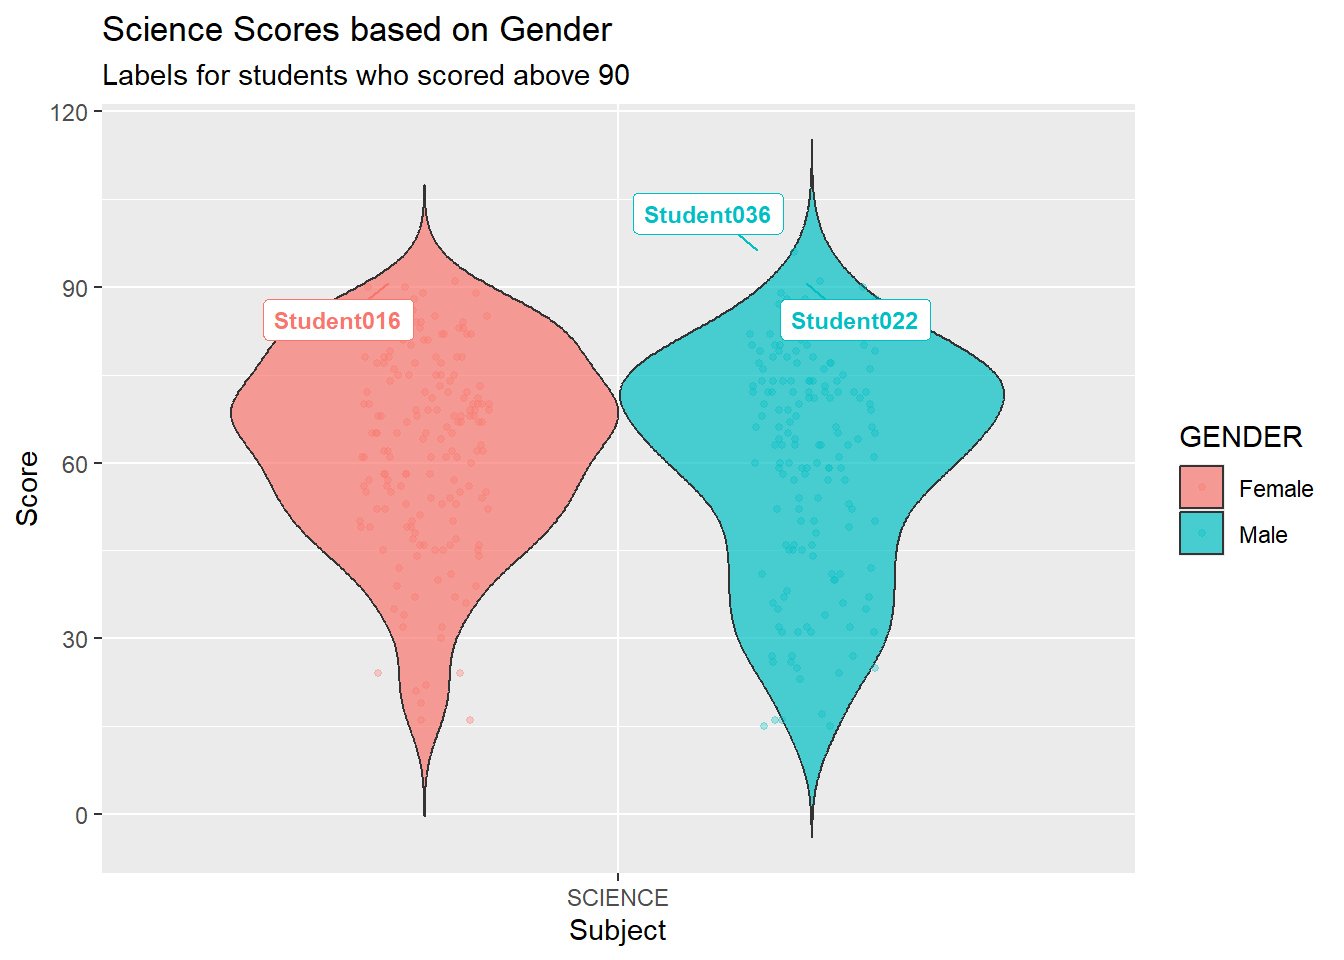 Science Scores based on Gender
Labels for students who scored above 90
120
90
60
30
0
Score
Student036
Student016
Student022
SCIENCE
Subject
GENDER
Female
Male